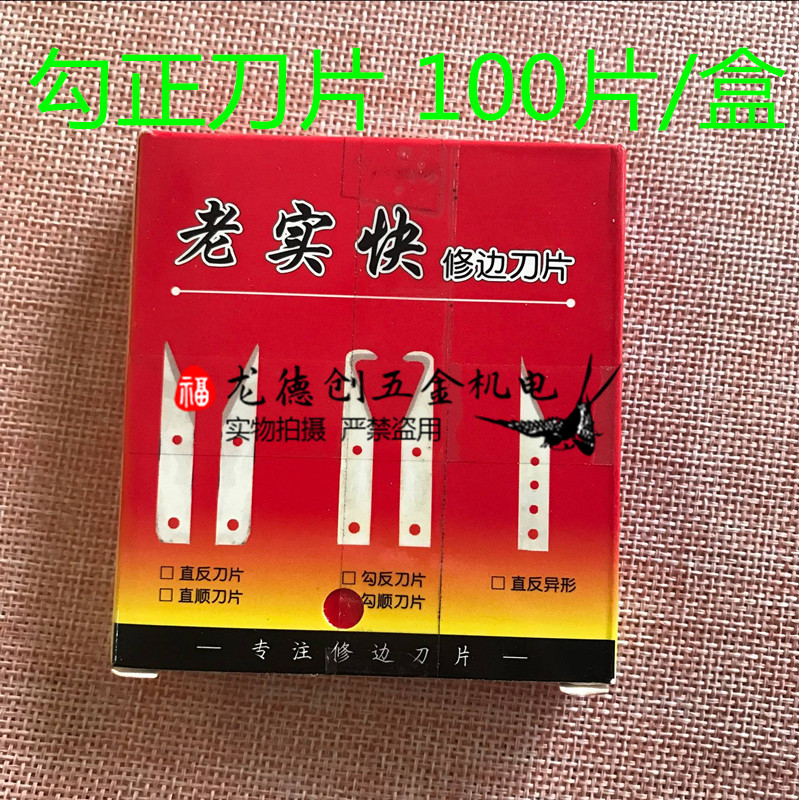 勾正刀片 100片/盒
老实快 修边刀片
福 龙德创五金机电
实物拍摄 严禁盗用
□ 直反刀片
□ 直顺刀片
□ 勾反刀片
勾顺刀片
□ 直反异形
— 专注修边刀片 —